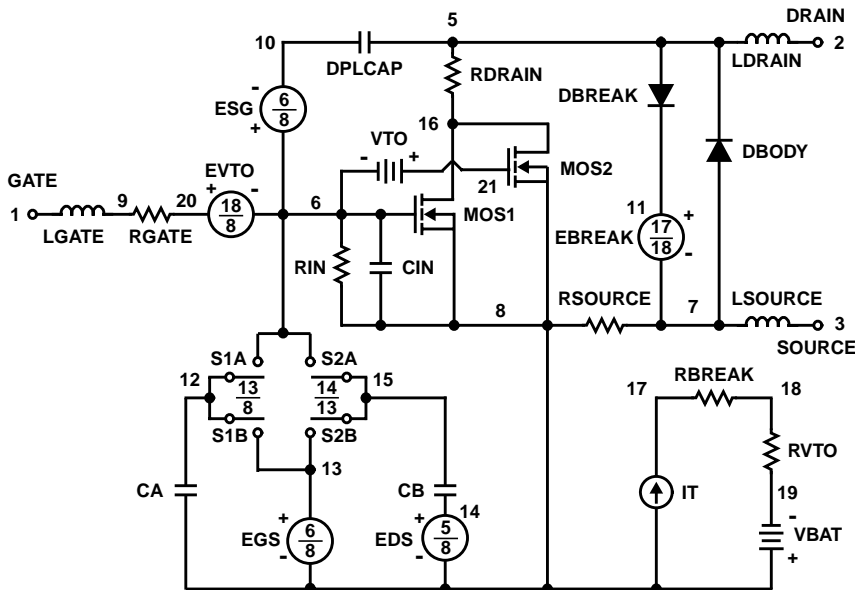 DRAIN
5
2
10
LDRAIN
DPLCAP
RDRAIN
DBREAK
-
ESG
6
8
+
16
VTO
-
+
DBODY
MOS2
EVTO
GATE
+
-
21
9
20
18
8
6
1
MOS1
11
+
LGATE
RGATE
17
18
EBREAK
-
RIN
CIN
RSOURCE
LSOURCE
8
7
3
SOURCE
S1A
S2A
12
13
8
14
13
15
RBREAK
17
18
S1B
S2B
RVTO
13
CA
CB
IT
19
14
+
+
-
EGS
6
8
EDS
5
8
VBAT
-
-
+